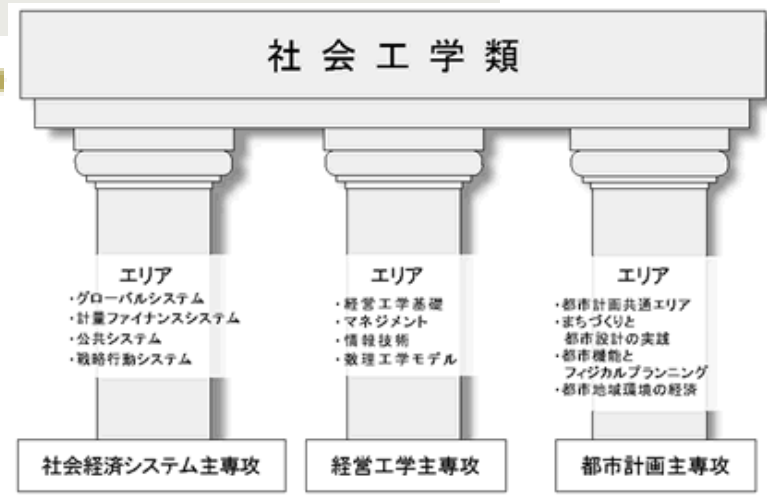 社会工学類
エリア
・グローバルシステム
・計量ファイナンスシステム
・公共システム
・戦略行動システム
社会経済システム主専攻
エリア
・経営工学基礎
・マネジメント
・情報技術
・数理工学モデル
経営工学主専攻
エリア
・都市計画共通エリア
・まちづくりと
都市設計の実践
・都市機能と
フィジカルプランニング
・都市地域環境の経済
都市計画主専攻